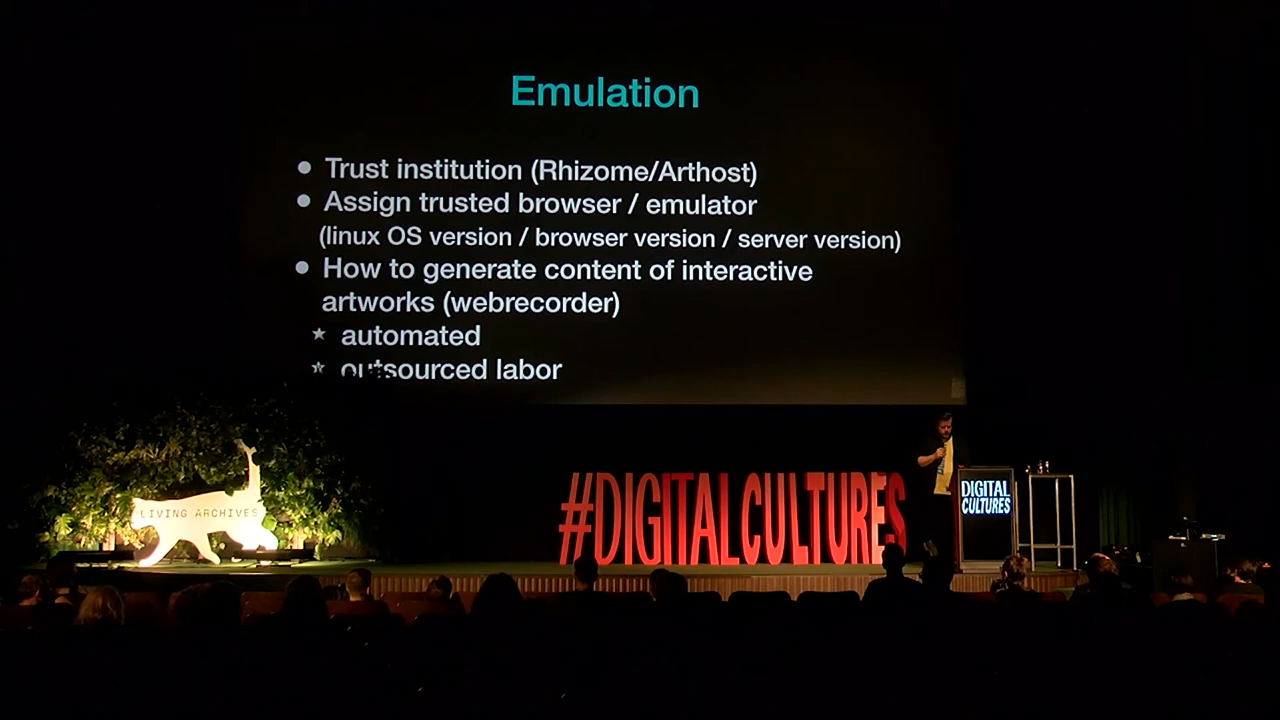 Emulation
● Trust institution (Rhizome/Arthost)
● Assign trusted browser / emulator
(linux OS version / browser version / server version)
● How to generate content of interactive
artworks (webrecorder)
★ automated
★ outsourced labor
LIVING ARCHIVES
#DIGITALCULTURES
DIGITAL
CULTURES